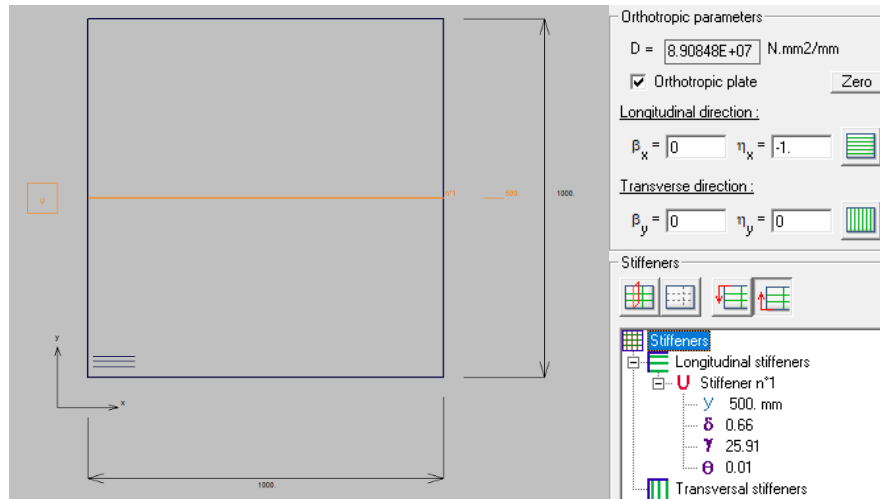 n°1
500.
1000.
U
y
x
1000.
Orthotropic parameters
D = 8.90848E+07 N.mm2/mm
Orthotropic plate Zero
Longitudinal direction :
βx = 0 ηx = -1.
Transverse direction :
βy = 0 ηy = 0
Stiffeners
Stiffeners
Longitudinal stiffeners
U Stiffener n°1
y 500. mm
δ 0.66
γ 25.91
θ 0.01
Transversal stiffeners